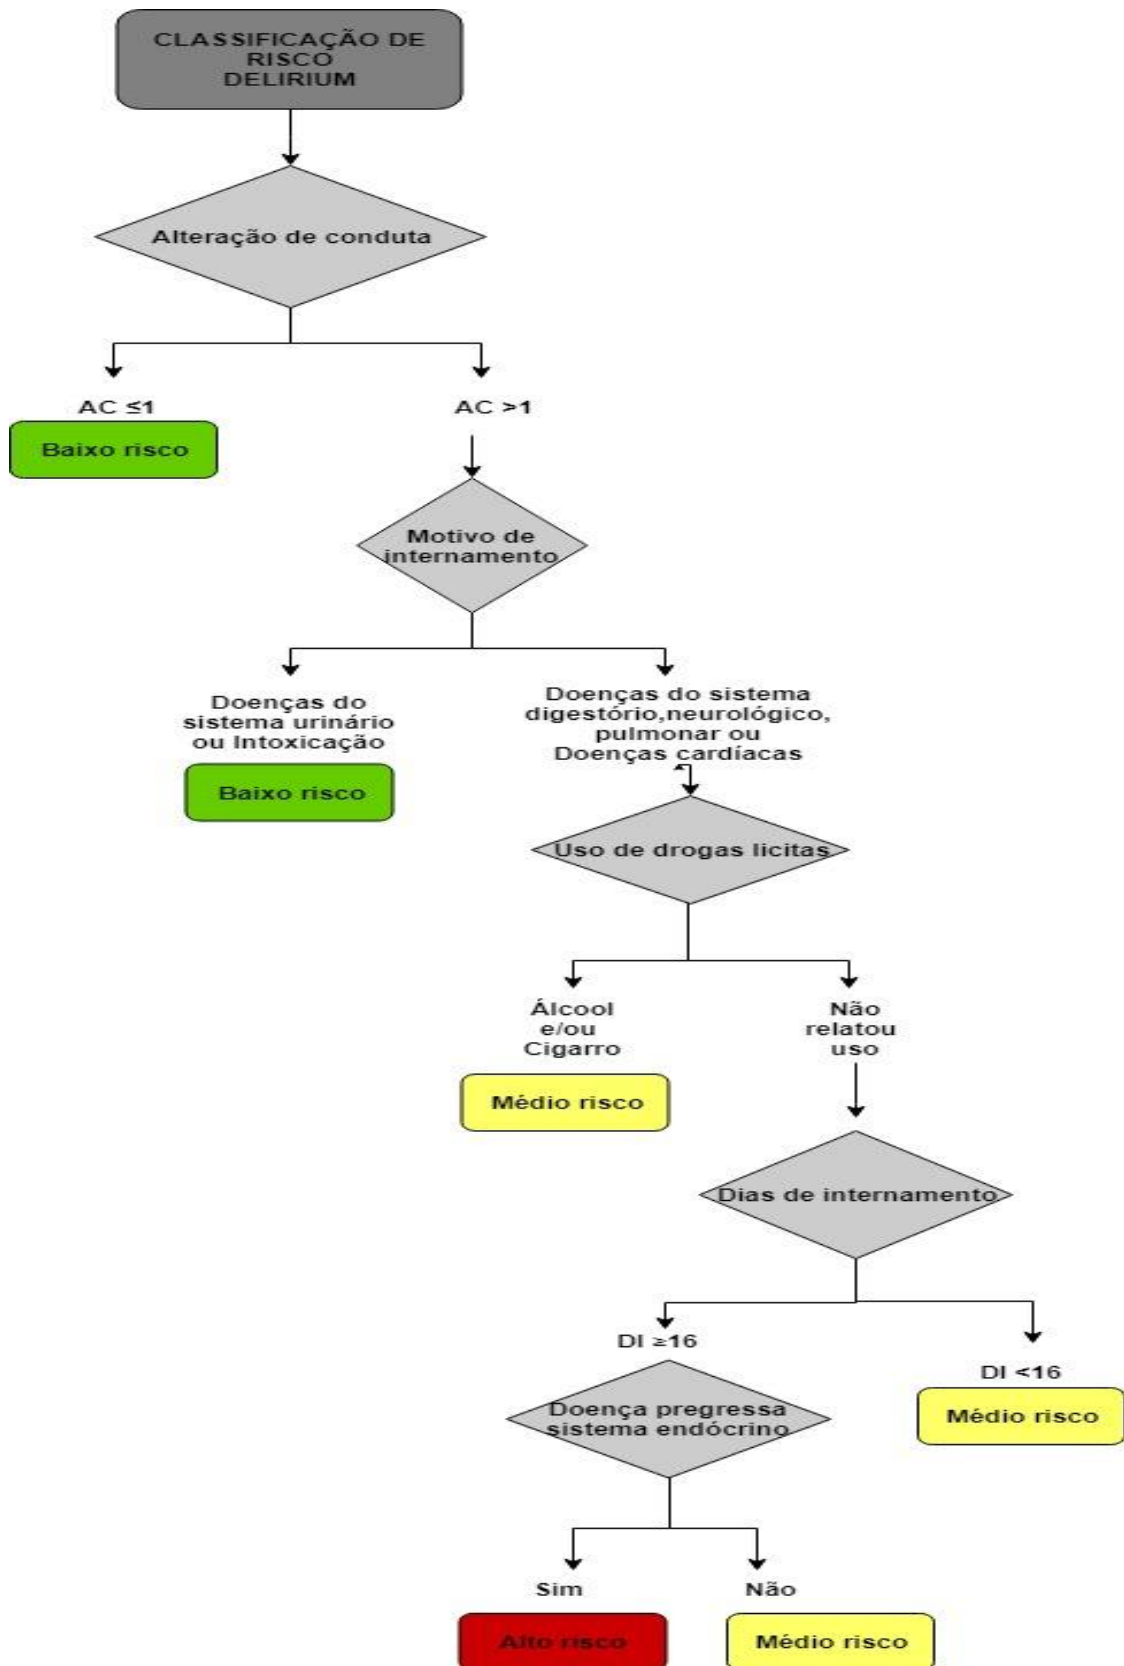 CLASSIFICAÇÃO DE
RISCO
DELIRIUM
Alteração de conduta
AC ≤1
AC >1
Baixo risco
Motivo de
internamento
Doenças do
sistema urinário
ou Intoxicação
Baixo risco
Doenças do sistema
digestório,neurológico,
pulmonar ou
Doenças cardíacas
Uso de drogas licitas
Álcool
e/ou
Cigarro
Médio risco
Não
relatou
uso
Dias de internamento
DI ≥16
DI <16
Médio risco
Doença pregressa
sistema endócrino
Sim
Não
Alto risco
Médio risco